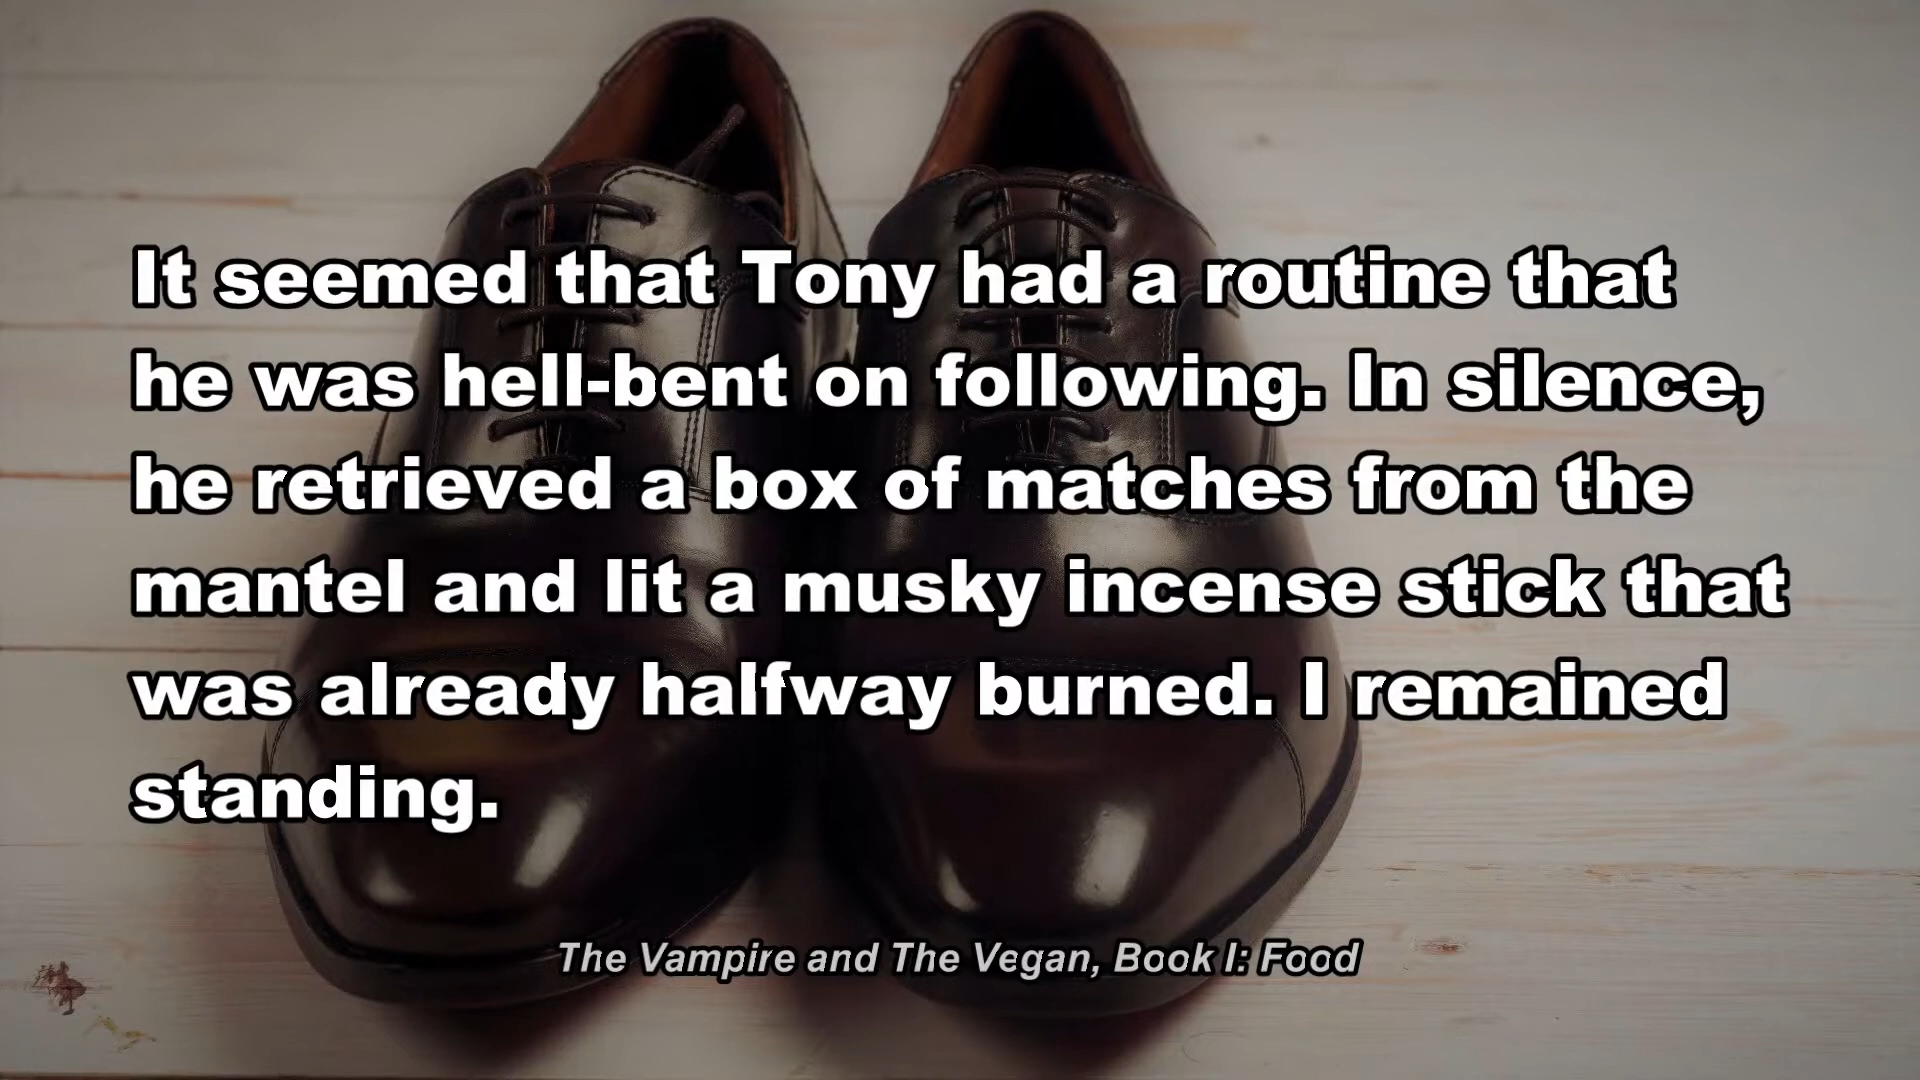 It seemed that Tony had a routine that
he was hell-bent on following. In silence,
he retrieved a box of matches from the
mantel and lit a musky incense stick that
was already halfway burned. I remained
standing.
The Vampire and The Vegan, Book I: Food